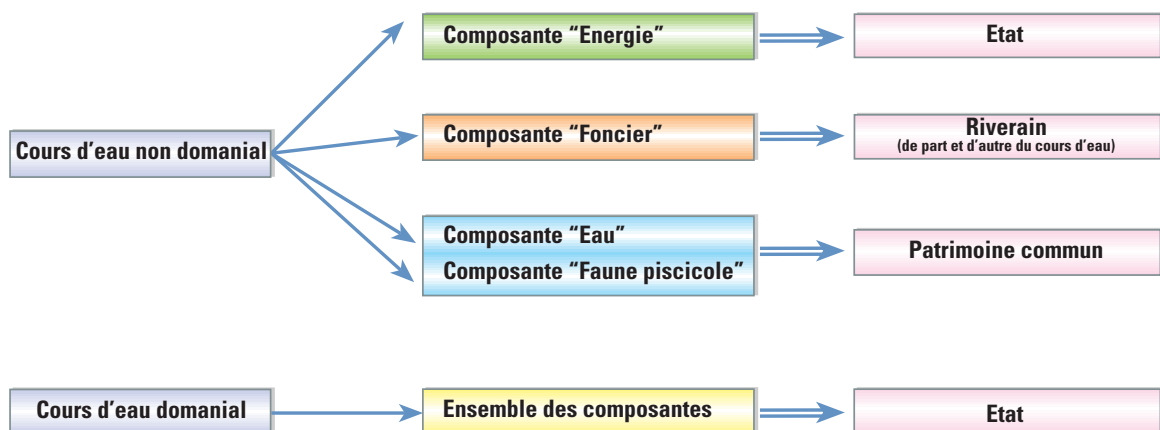 Composante “Energie”
Etat
Cours d'eau non domanial
Composante “Foncier”
Riverain
(de part et d'autre du cours d'eau)
Composante “Eau”
Composante “Faune piscicole”
Patrimoine commun
Cours d'eau domanial
Ensemble des composantes
Etat